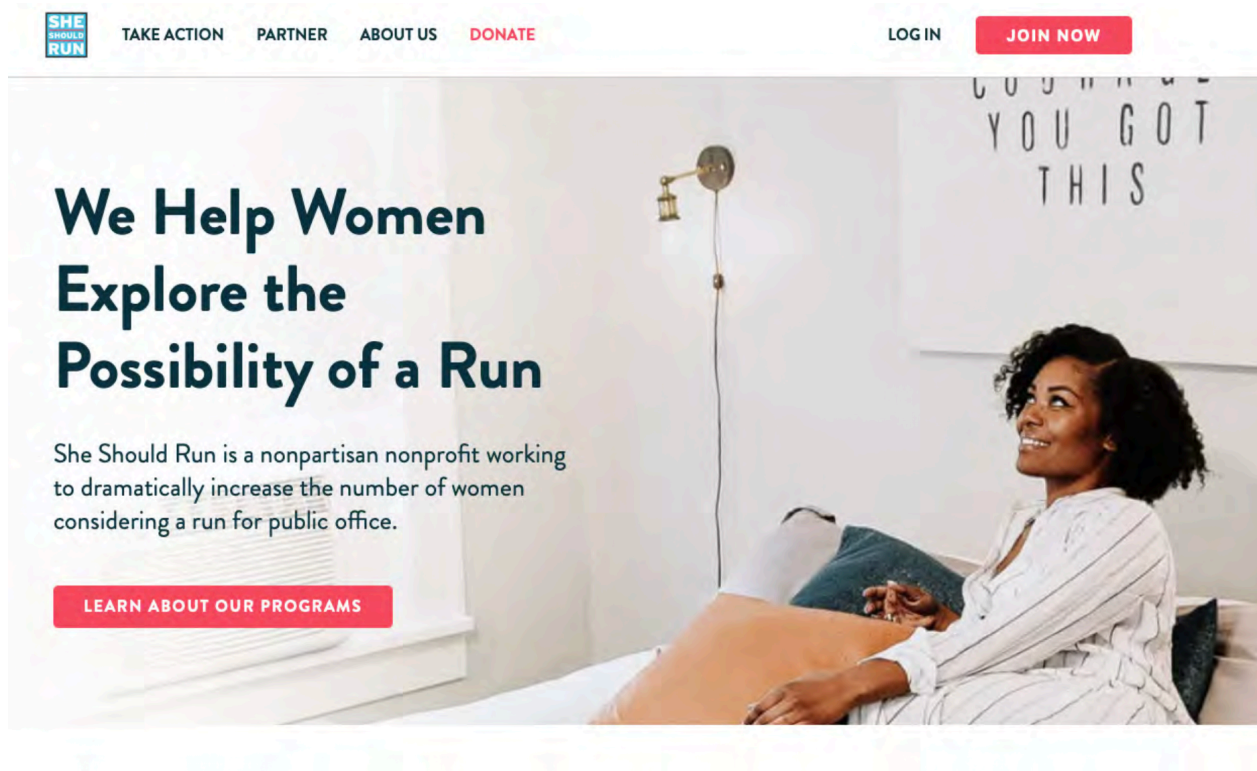 SHE
SHOULD
RUN
TAKE ACTION PARTNER ABOUT US DONATE LOG IN JOIN NOW
YOU GOT
THIS
We Help Women
Explore the
Possibility of a Run
She Should Run is a nonpartisan nonprofit working
to dramatically increase the number of women
considering a run for public office.
LEARN ABOUT OUR PROGRAMS